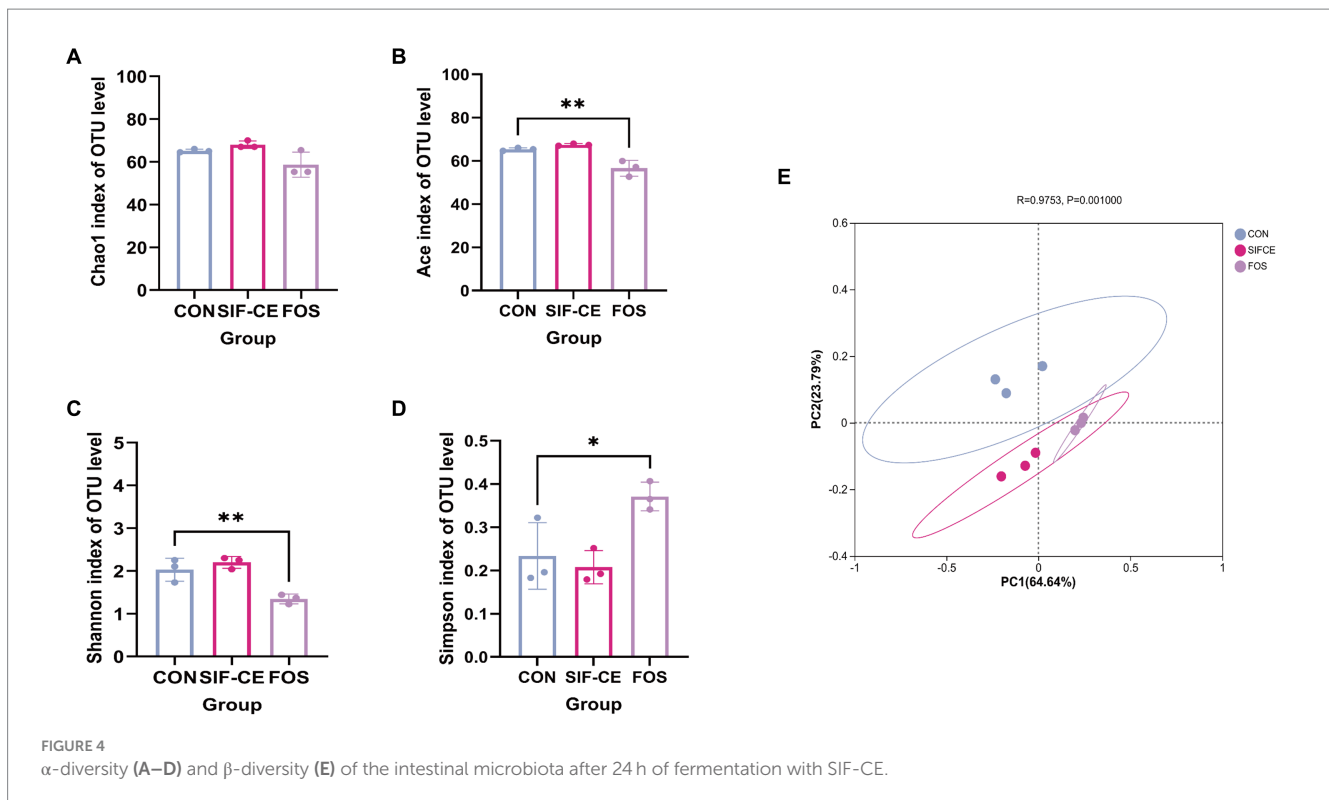 A
Chao1 index of OTU level
100
80
60
40
20
0
CON SIF-CE FOS
Group
B
Ace index of OTU level
100
80
60
40
20
0
**
CON SIF-CE FOS
Group
C
Shannon index of OTU level
5
4
3
2
1
0
**
CON SIF-CE FOS
Group
D
Simpson index of OTU level
0.5
0.4
0.3
0.2
0.1
0.0
*
CON SIF-CE FOS
Group
E
R=0.9753, P=0.001000
PC2(23.79%)
0.6
0.4
0.2
0
-0.2
-0.4
-1 -0.5 0 0.5 1
PC1(64.64%)
CON
SIFCE
FOS
FIGURE 4
α-diversity (A–D) and β-diversity (E) of the intestinal microbiota after 24 h of fermentation with SIF-CE.